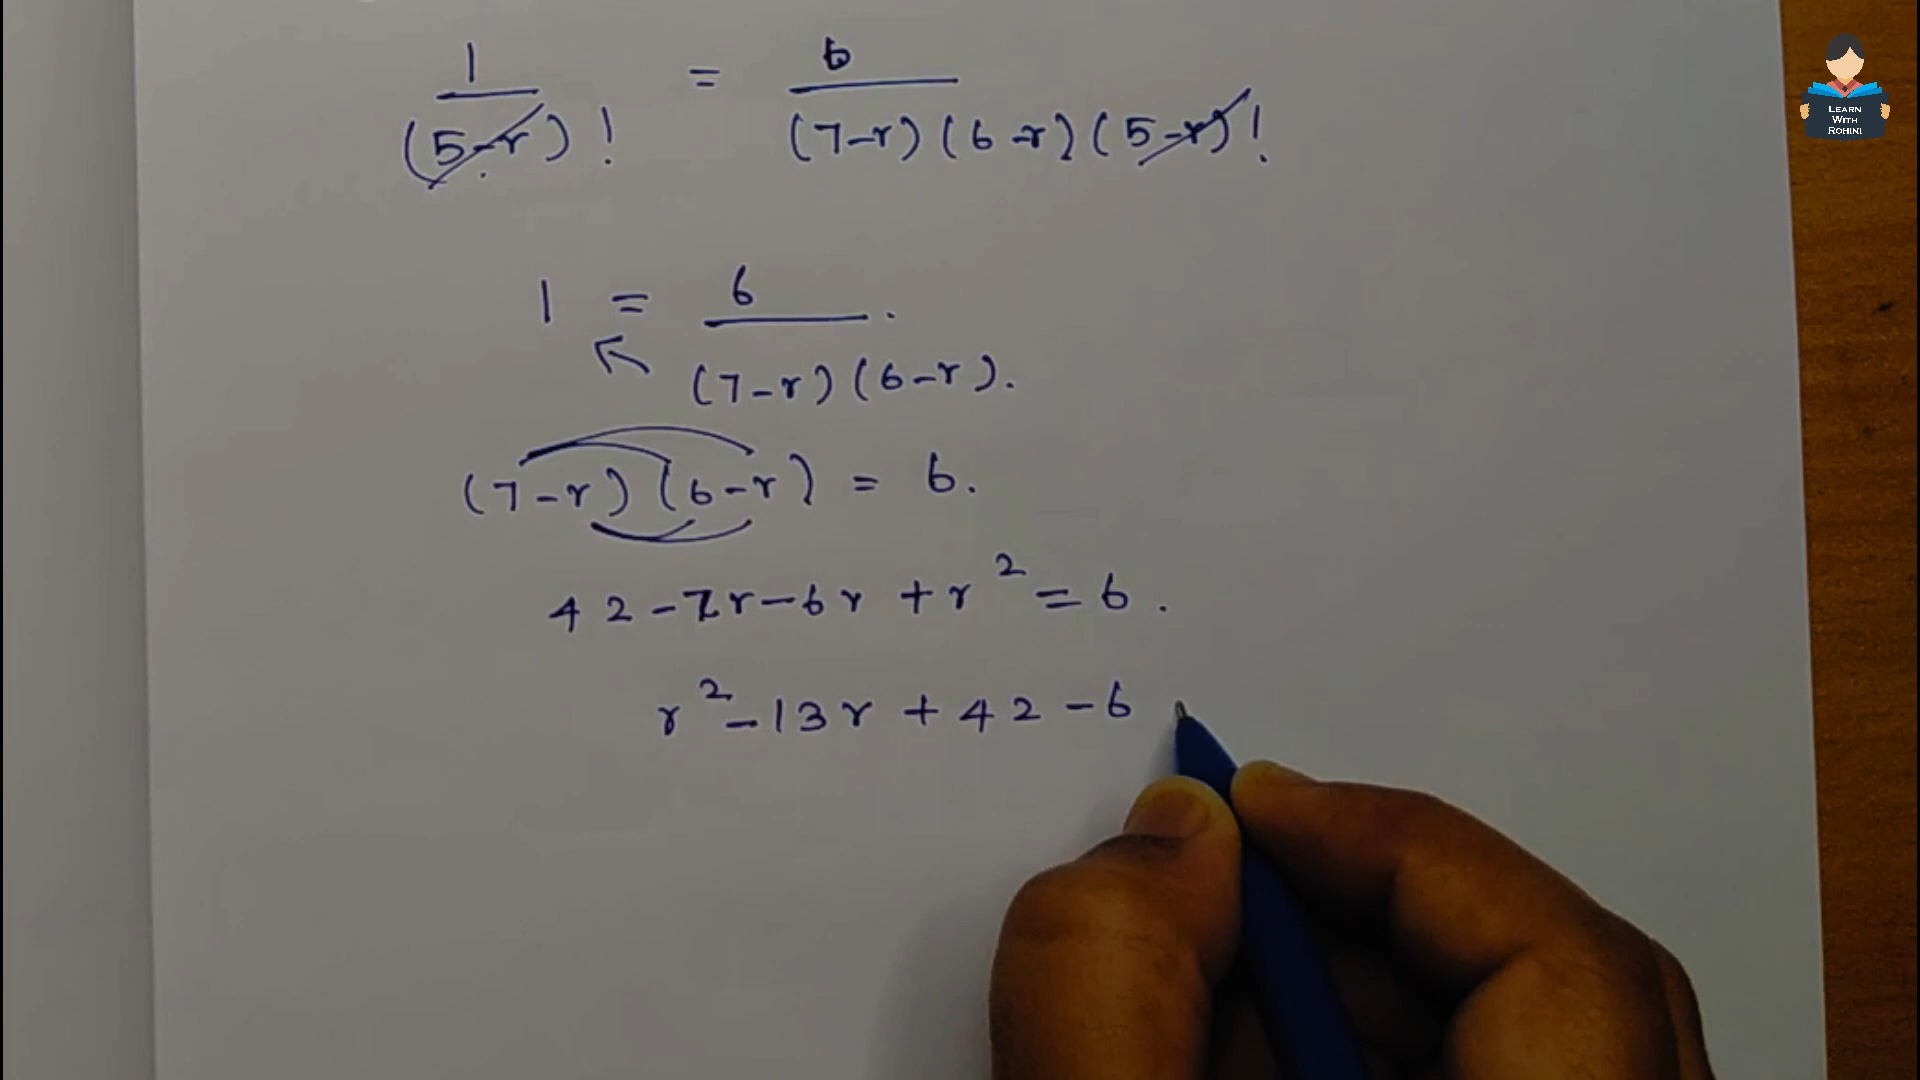 1 / (5-r)! = 6 / (7-r)(6-r)(5-r)!
1 = 6 / (7-r)(6-r).
(7-r)(6-r) = 6.
42-7r-6r+r² = 6.
r²-13r+42-6
LEARN
WITH
ROHINI